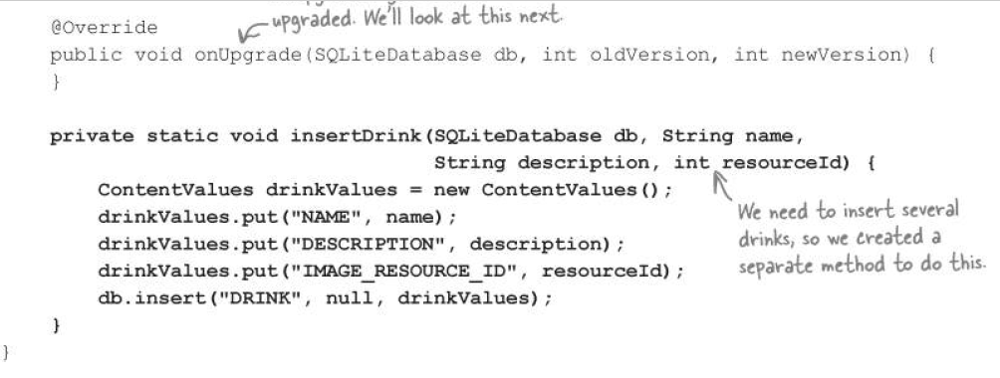 upgraded. We'll look at this next.
@Override
public void onUpgrade(SQLiteDatabase db, int oldVersion, int newVersion) {
}
private static void insertDrink(SQLiteDatabase db, String name,
String description, int resourceId) {
ContentValues drinkValues = new ContentValues();
drinkValues.put("NAME", name);
drinkValues.put("DESCRIPTION", description);
drinkValues.put("IMAGE_RESOURCE_ID", resourceId);
db.insert("DRINK", null, drinkValues);
}
We need to insert several
drinks, so we created a
separate method to do this.
}